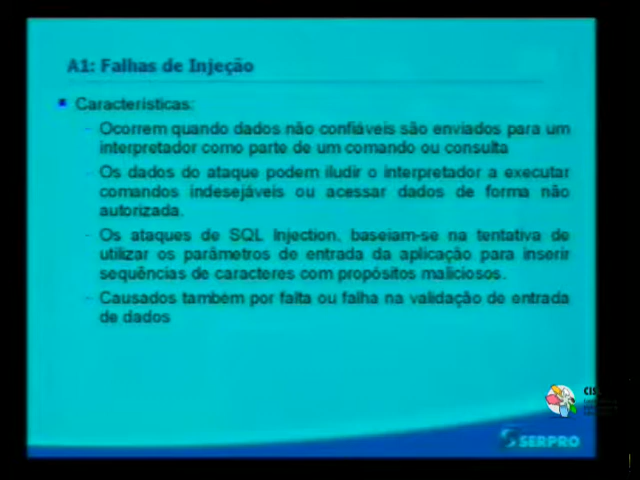 A1: Falhas de Injeção
Características:
Ocorrem quando dados não confiáveis são enviados para um
interpretador como parte de um comando ou consulta
Os dados do ataque podem iludir o interpretador a executar
comandos indesejáveis ou acessar dados de forma não
autorizada.
Os ataques de SQL Injection, baseiam-se na tentativa de
utilizar os parâmetros de entrada da aplicação para inserir
sequências de caracteres com propósitos maliciosos.
Causados também por falta ou falha na validação de entrada
de dados
SERPRO